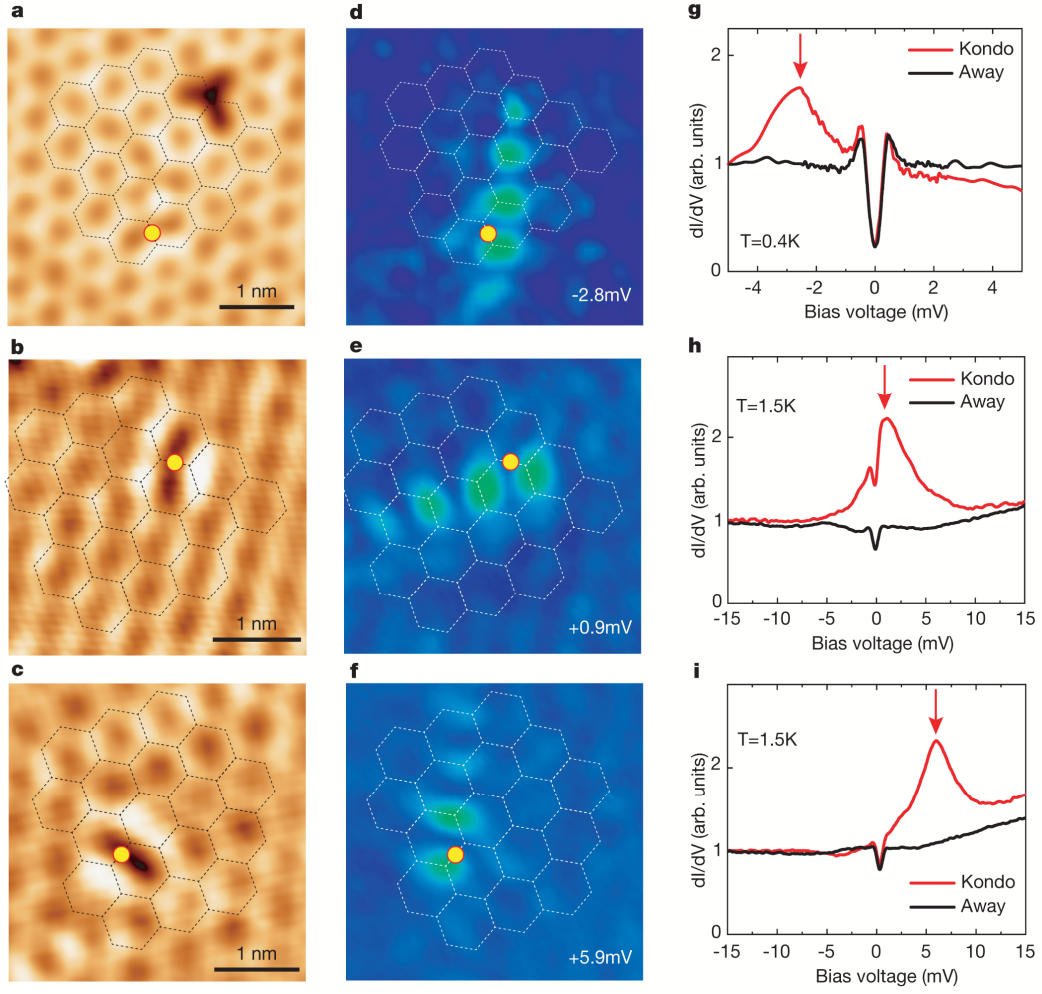 a
1 nm
d
-2.8mV
g
Kondo
Away
T=0.4K
dI/dV (arb. units)
2
1
0
-4 -2 0 2 4
Bias voltage (mV)
b
1 nm
e
+0.9mV
h
Kondo
Away
T=1.5K
dI/dV (arb. units)
2
1
0
-15 -10 -5 0 5 10 15
Bias voltage (mV)
c
1 nm
f
+5.9mV
i
T=1.5K
Kondo
Away
dI/dV (arb. units)
2
1
0
-15 -10 -5 0 5 10 15
Bias voltage (mV)